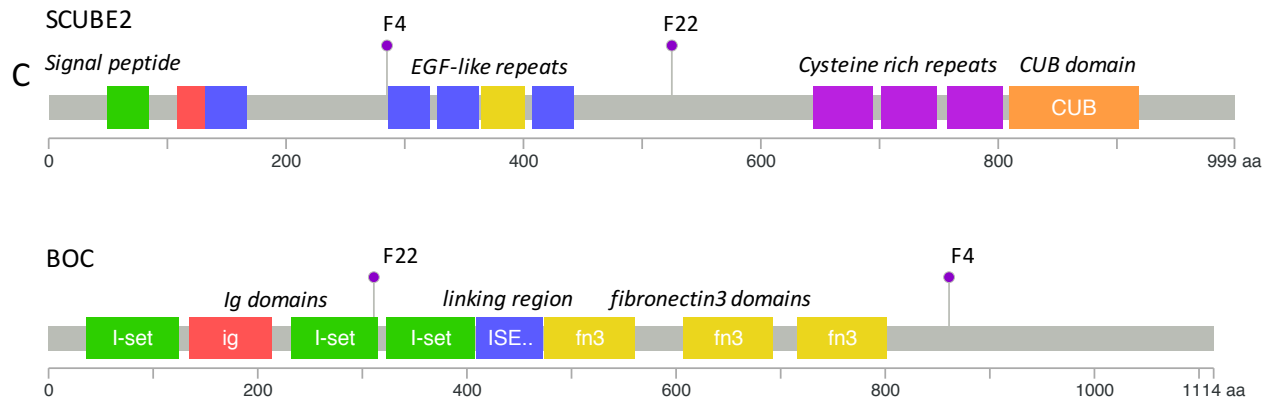 SCUBE2
F4
F22
C
Signal peptide
EGF-like repeats
Cysteine rich repeats
CUB domain
CUB
0
200
400
600
800
999 aa
BOC
F22
F4
Ig domains
linking region
fibronectin3 domains
I-set
ig
I-set
I-set
ISE..
fn3
fn3
fn3
0
200
400
600
800
1000
1114 aa